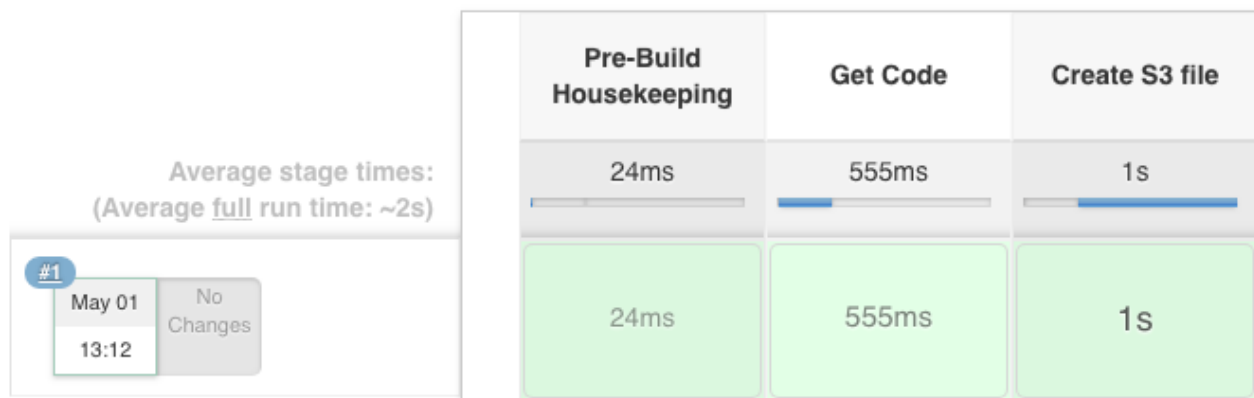 Pre-Build
Housekeeping
Get Code
Create S3 file
Average stage times:
(Average full run time: ~2s)
24ms
555ms
1s
#1
May 01
No
Changes
13:12
24ms
555ms
1s